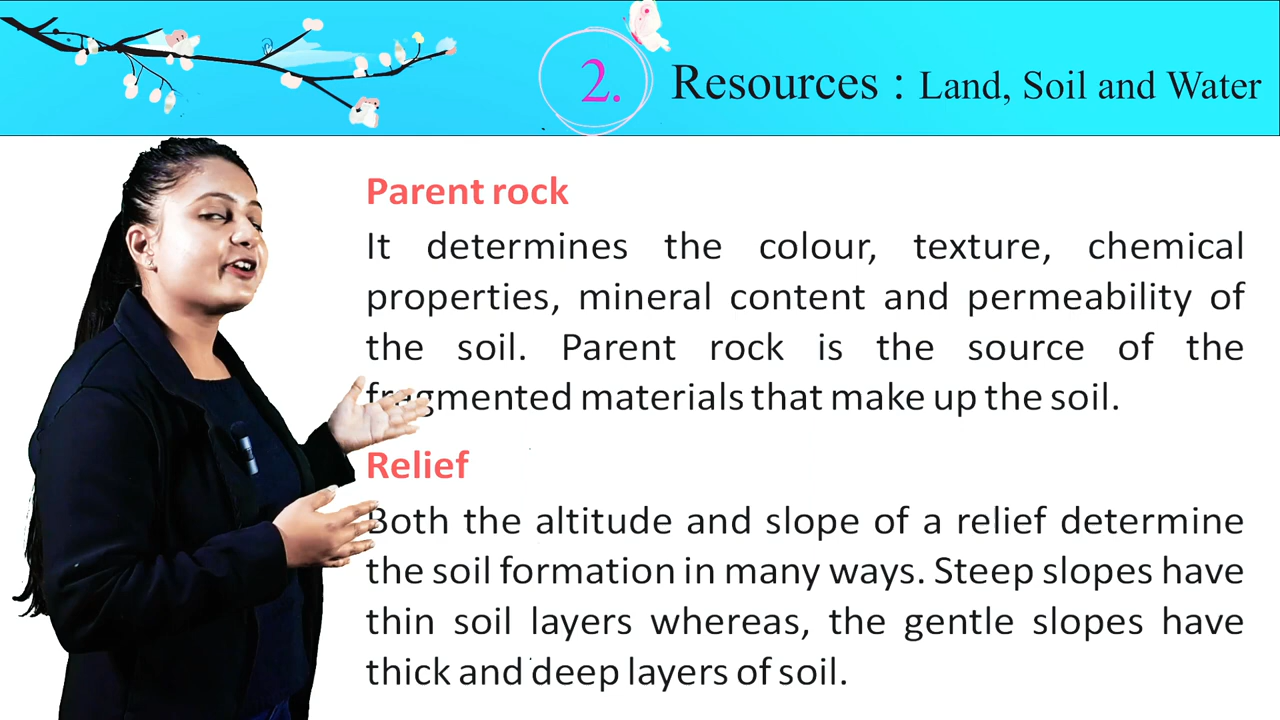 2. Resources : Land, Soil and Water
Parent rock
It determines the colour, texture, chemical
properties, mineral content and permeability of
the soil. Parent rock is the source of the
fragmented materials that make up the soil.
Relief
Both the altitude and slope of a relief determine
the soil formation in many ways. Steep slopes have
thin soil layers whereas, the gentle slopes have
thick and deep layers of soil.